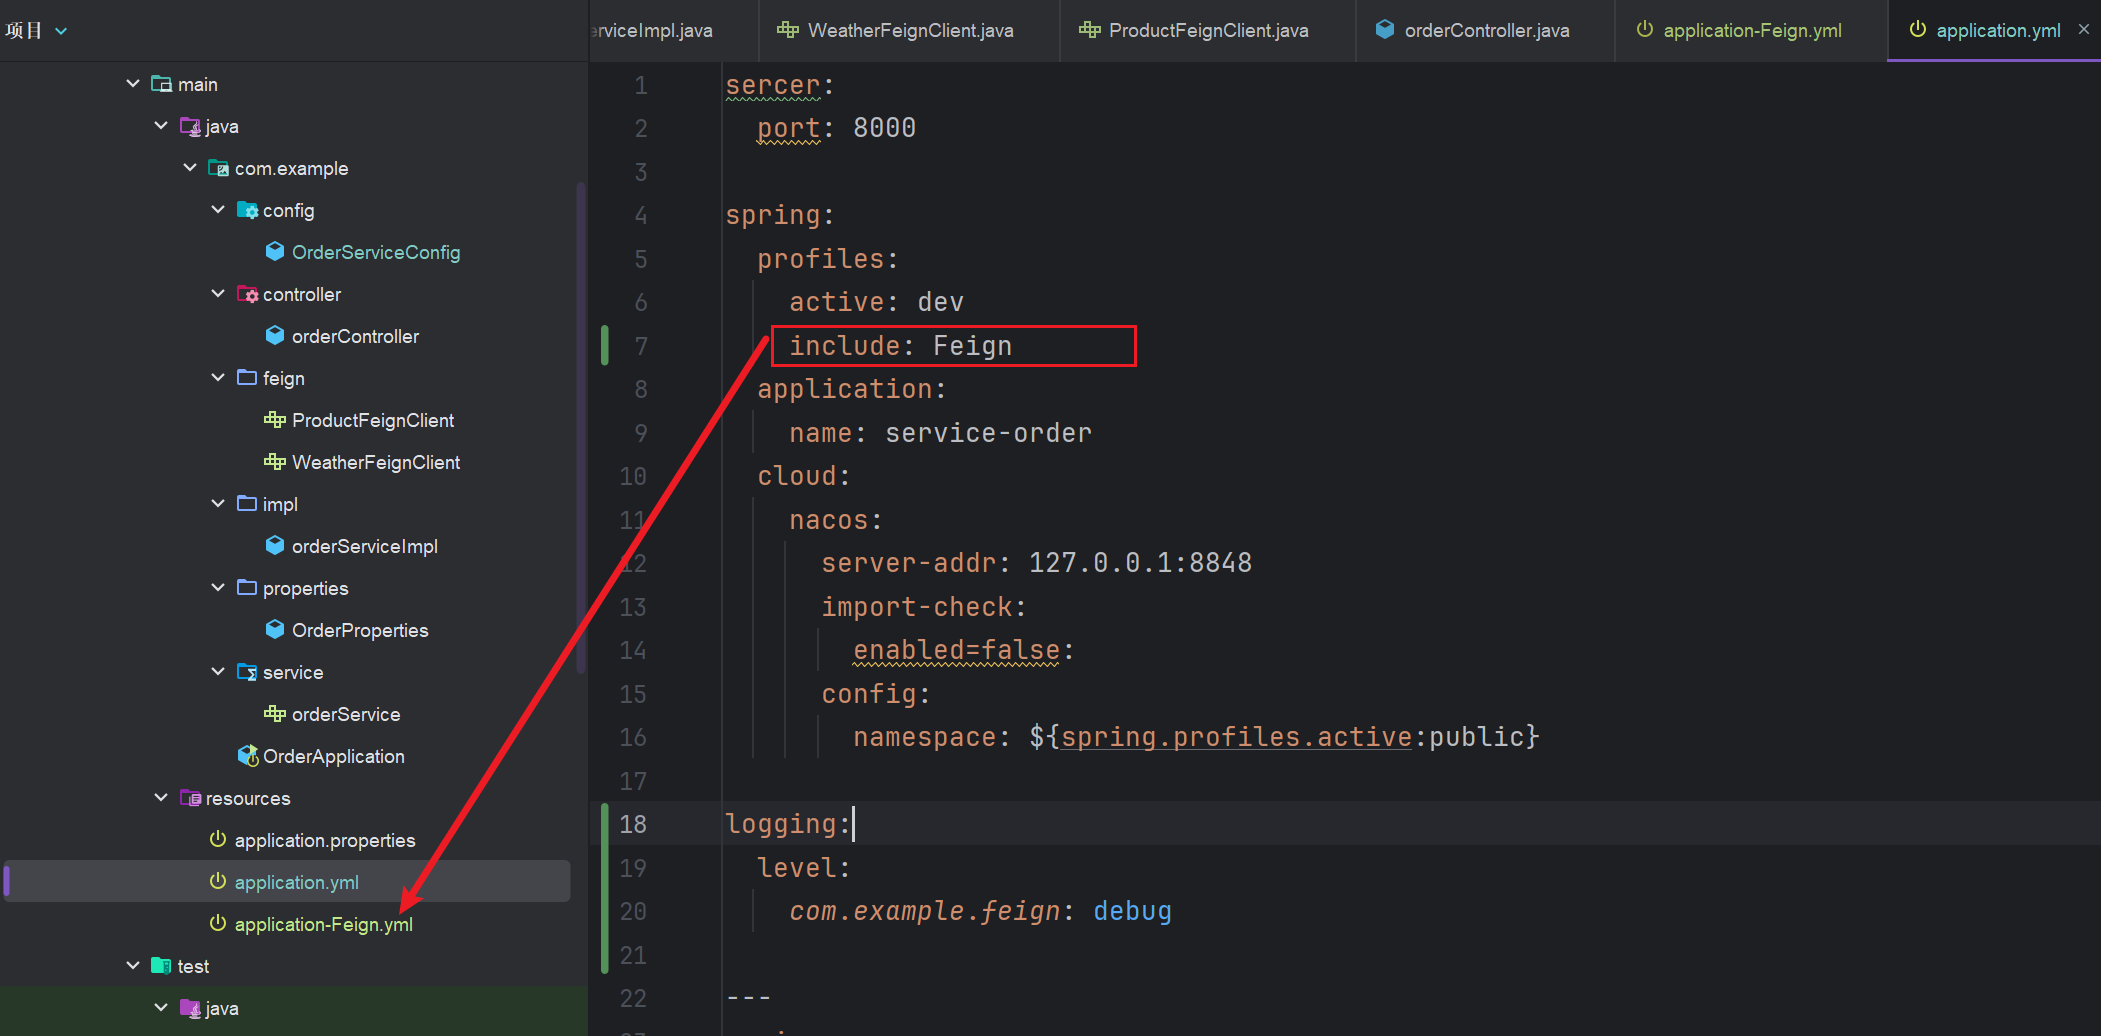 项目
erviceImpl.java
WeatherFeignClient.java
ProductFeignClient.java
orderController.java
application-Feign.yml
application.yml
main
java
com.example
config
OrderServiceConfig
controller
orderController
feign
ProductFeignClient
WeatherFeignClient
impl
orderServiceImpl
properties
OrderProperties
service
orderService
OrderApplication
resources
application.properties
application.yml
application-Feign.yml
test
java
1 sercer:
2 port: 8000
3
4 spring:
5 profiles:
6 active: dev
7 include: Feign
8 application:
9 name: service-order
10 cloud:
11 nacos:
12 server-addr: 127.0.0.1:8848
13 import-check:
14 enabled=false:
15 config:
16 namespace: ${spring.profiles.active:public}
17
18 logging:
19 level:
20 com.example.feign: debug
21
22 ---